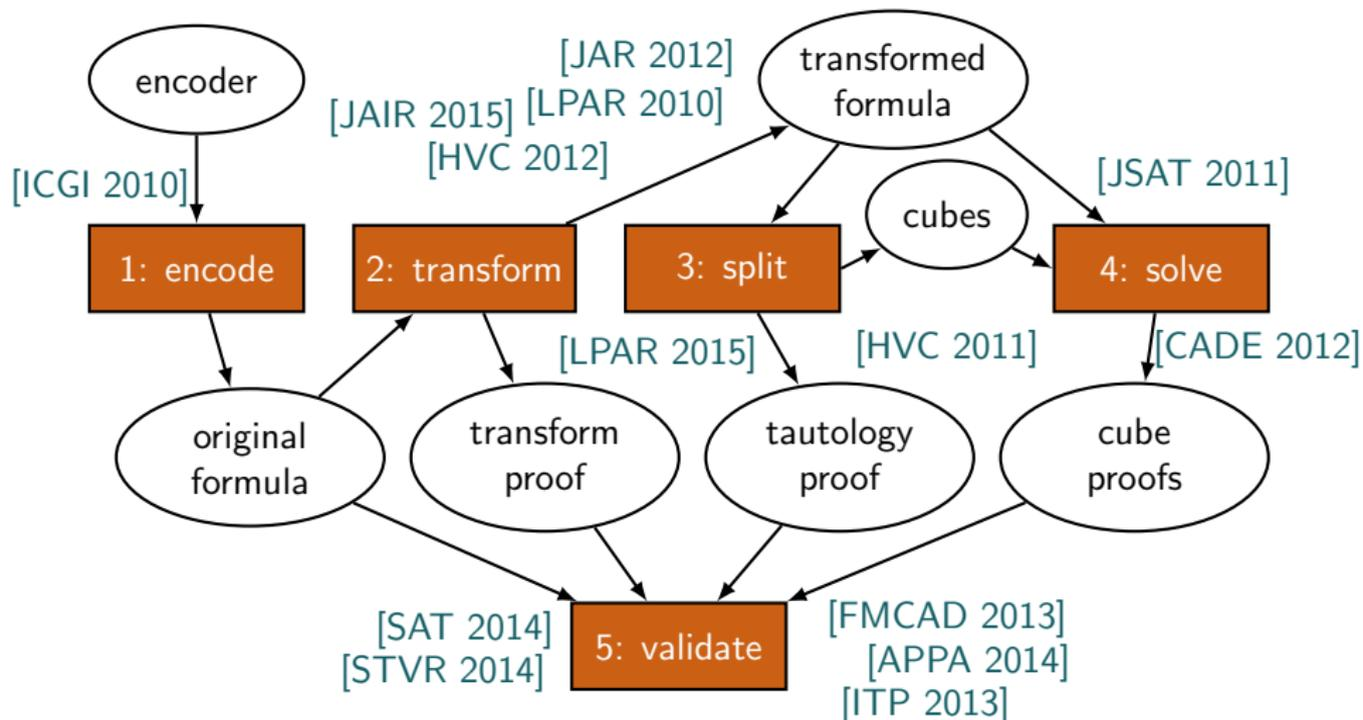 encoder
[JAR 2012]
transformed
formula
[JAIR 2015]
[LPAR 2010]
[HVC 2012]
[ICGI 2010]
[JSAT 2011]
cubes
1: encode
2: transform
3: split
4: solve
[LPAR 2015]
[HVC 2011]
[CADE 2012]
original
formula
transform
proof
tautology
proof
cube
proofs
[SAT 2014]
[STVR 2014]
5: validate
[FMCAD 2013]
[APPA 2014]
[ITP 2013]